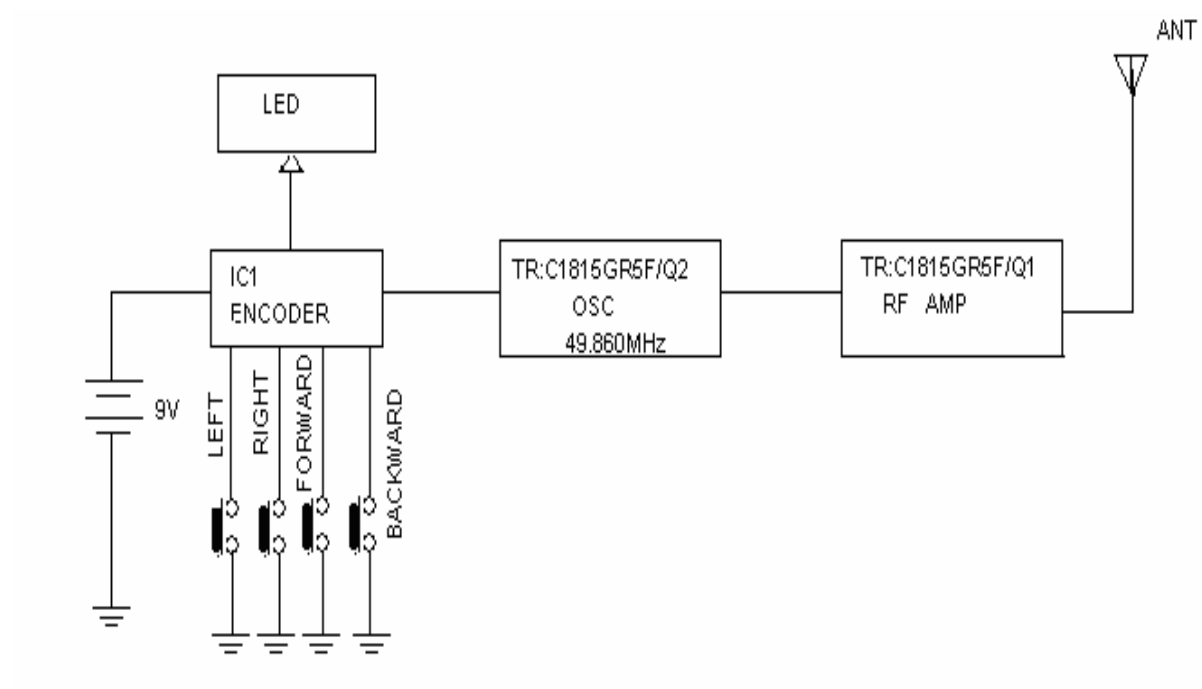 ANT
LED
IC1
ENCODER
TR:C1815GR5F/Q2
OSC
49.860MHz
TR:C1815GR5F/Q1
RF AMP
9V
LEFT
RIGHT
FORWARD
BACKWARD